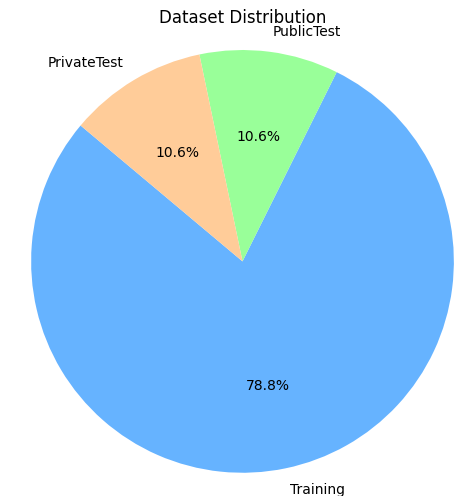 Dataset Distribution
PublicTest
PrivateTest
10.6%
10.6%
78.8%
Training